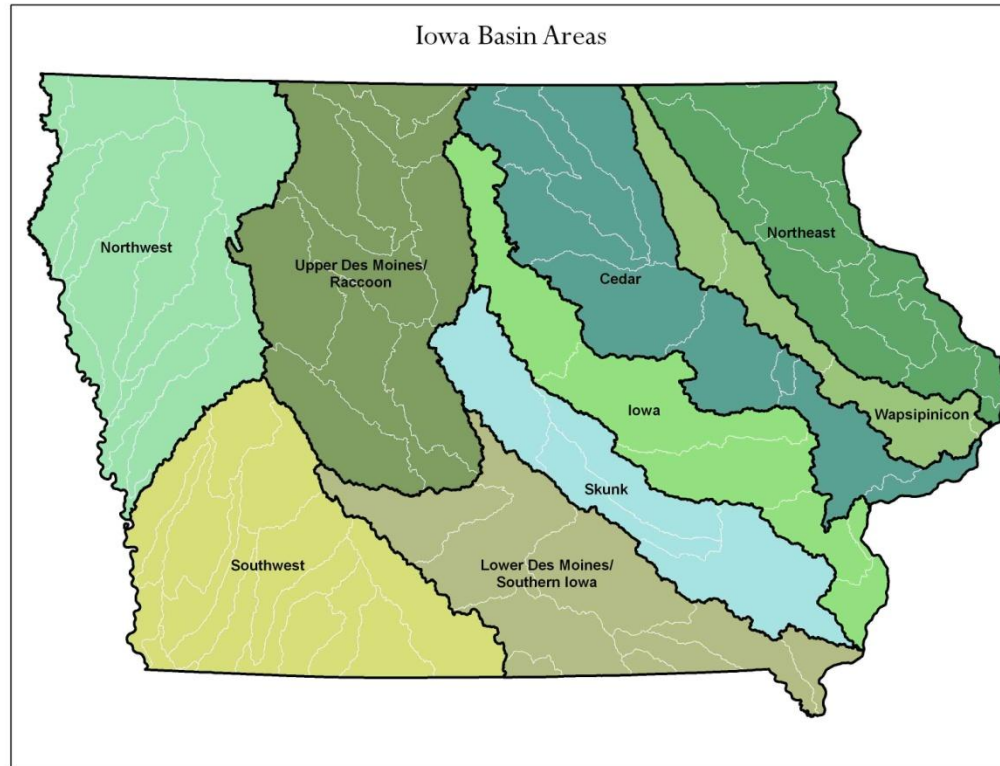 Iowa Basin Areas
Northwest
Upper Des Moines/
Raccoon
Cedar
Northeast
Iowa
Wapsipinicon
Skunk
Southwest
Lower Des Moines/
Southern Iowa